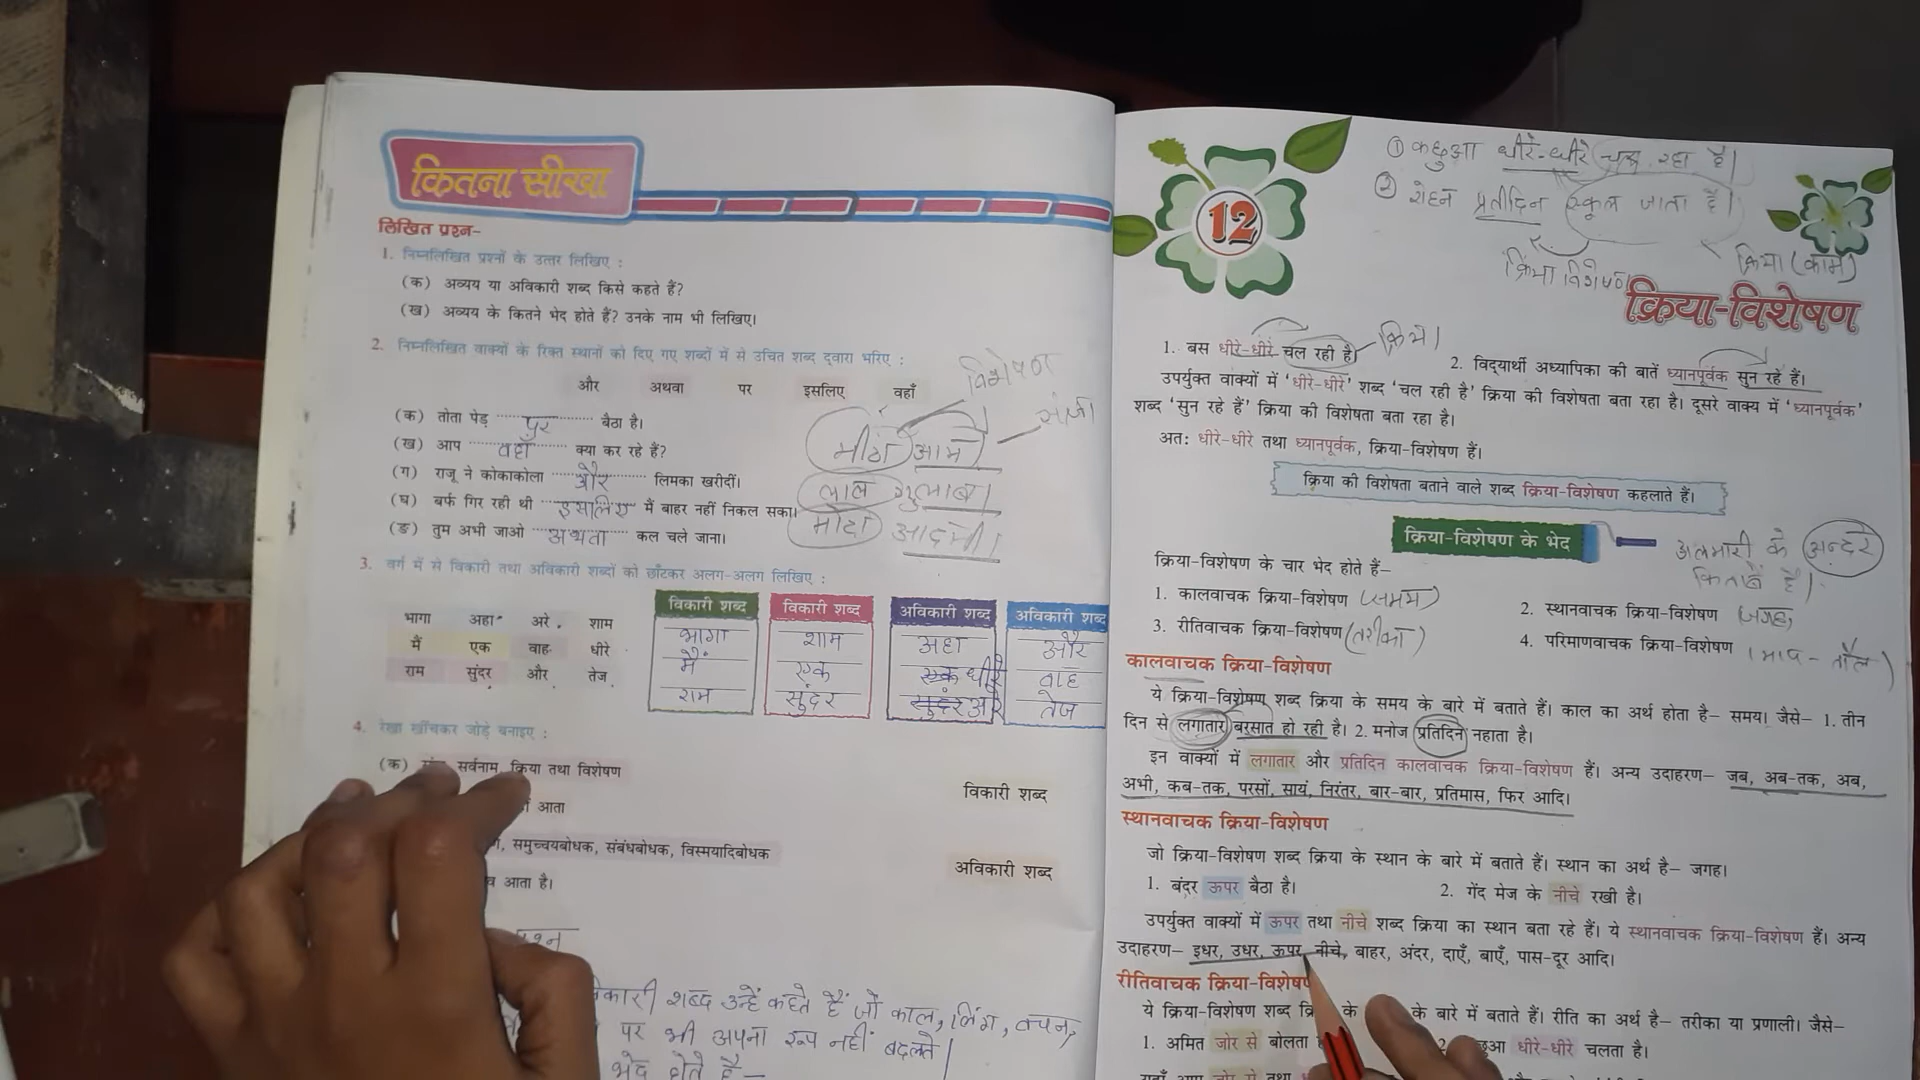 कितना सीखा
लिखित प्रश्न–
1. निम्नलिखित प्रश्नों के उत्तर लिखिए :
(क) अव्यय या अविकारी शब्द किसे कहते हैं?
(ख) अव्यय के कितने भेद होते हैं? उनके नाम भी लिखिए।
2. निम्नलिखित वाक्यों के रिक्त स्थानों को दिए गए शब्दों में से उचित शब्द द्वारा भरिए :
और अथवा पर इसलिए वहाँ
(क) तोता पेड़ पर बैठा है।
(ख) आप वहाँ क्या कर रहे हैं?
(ग) राजू ने कोकाकोला और लिमका खरीदीं।
(घ) बर्फ गिर रही थी इसलिए मैं बाहर नहीं निकल सका।
(ङ) तुम अभी जाओ अथवा कल चले जाना।
विशेषण
संज्ञा
मीठा आम
लाल गुलाब।
मोटा आदमी।
3. वर्ग में से विकारी तथा अविकारी शब्दों को छाँटकर अलग-अलग लिखिए :
भागा अहा अरे शाम
मैं एक वाह धीरे
राम सुंदर और तेज
विकारी शब्द विकारी शब्द अविकारी शब्द अविकारी शब्द
भागा शाम अहा और
मैं एक धीरे वाह
राम सुंदर अरे तेज
4. रेखा खींचकर जोड़े बनाइए :
(क) सर्वनाम, क्रिया तथा विशेषण
विकारी शब्द
आता
समुच्चयबोधक, संबंधबोधक, विस्मयादिबोधक
अविकारी शब्द
आता है।
शब्द उन्हें कहते हैं जो काल, लिंग, वचन,
पर भी अपना रूप नहीं बदलते।
भेद होते है –
12
① कछुआ धीरे-धीरे चल रहा है।
② रोहन प्रतीदिन स्कूल जाता है।
क्रिया विशेषण
क्रिया (काम)
क्रिया-विशेषण
1. बस धीरे-धीरे चल रही है।
2. विद्यार्थी अध्यापिका की बातें ध्यानपूर्वक सुन रहे हैं।
उपर्युक्त वाक्यों में 'धीरे-धीरे' शब्द 'चल रही है' क्रिया की विशेषता बता रहा है। दूसरे वाक्य में 'ध्यानपूर्वक'
शब्द 'सुन रहे हैं' क्रिया की विशेषता बता रहा है।
अतः धीरे-धीरे तथा ध्यानपूर्वक, क्रिया-विशेषण हैं।
क्रिया की विशेषता बताने वाले शब्द क्रिया-विशेषण कहलाते हैं।
क्रिया-विशेषण के भेद
अलमारी के अन्दर
किताबें हैं।
क्रिया-विशेषण के चार भेद होते हैं–
1. कालवाचक क्रिया-विशेषण (समय)
2. स्थानवाचक क्रिया-विशेषण (जगह)
3. रीतिवाचक क्रिया-विशेषण (तरीका)
4. परिमाणवाचक क्रिया-विशेषण (माप - तौल)
कालवाचक क्रिया-विशेषण
ये क्रिया-विशेषण शब्द क्रिया के समय के बारे में बताते हैं। काल का अर्थ होता है– समय। जैसे– 1. तीन
दिन से लगातार बरसात हो रही है। 2. मनोज प्रतिदिन नहाता है।
इन वाक्यों में लगातार और प्रतिदिन कालवाचक क्रिया-विशेषण हैं। अन्य उदाहरण– जब, अब-तक, अब,
अभी, कब-तक, परसों, सायं, निरंतर, बार-बार, प्रतिमास, फिर आदि।
स्थानवाचक क्रिया-विशेषण
जो क्रिया-विशेषण शब्द क्रिया के स्थान के बारे में बताते हैं। स्थान का अर्थ है– जगह।
1. बंदर ऊपर बैठा है।
2. गेंद मेज के नीचे रखी है।
उपर्युक्त वाक्यों में ऊपर तथा नीचे शब्द क्रिया का स्थान बता रहे हैं। ये स्थानवाचक क्रिया-विशेषण हैं। अन्य
उदाहरण– इधर, उधर, ऊपर, नीचे, बाहर, अंदर, दाएँ, बाएँ, पास-दूर आदि।
रीतिवाचक क्रिया-विशेषण
ये क्रिया-विशेषण शब्द के बारे में बताते हैं। रीति का अर्थ है– तरीका या प्रणाली। जैसे–
1. अमित जोर से बोलता
धीरे-धीरे चलता है।